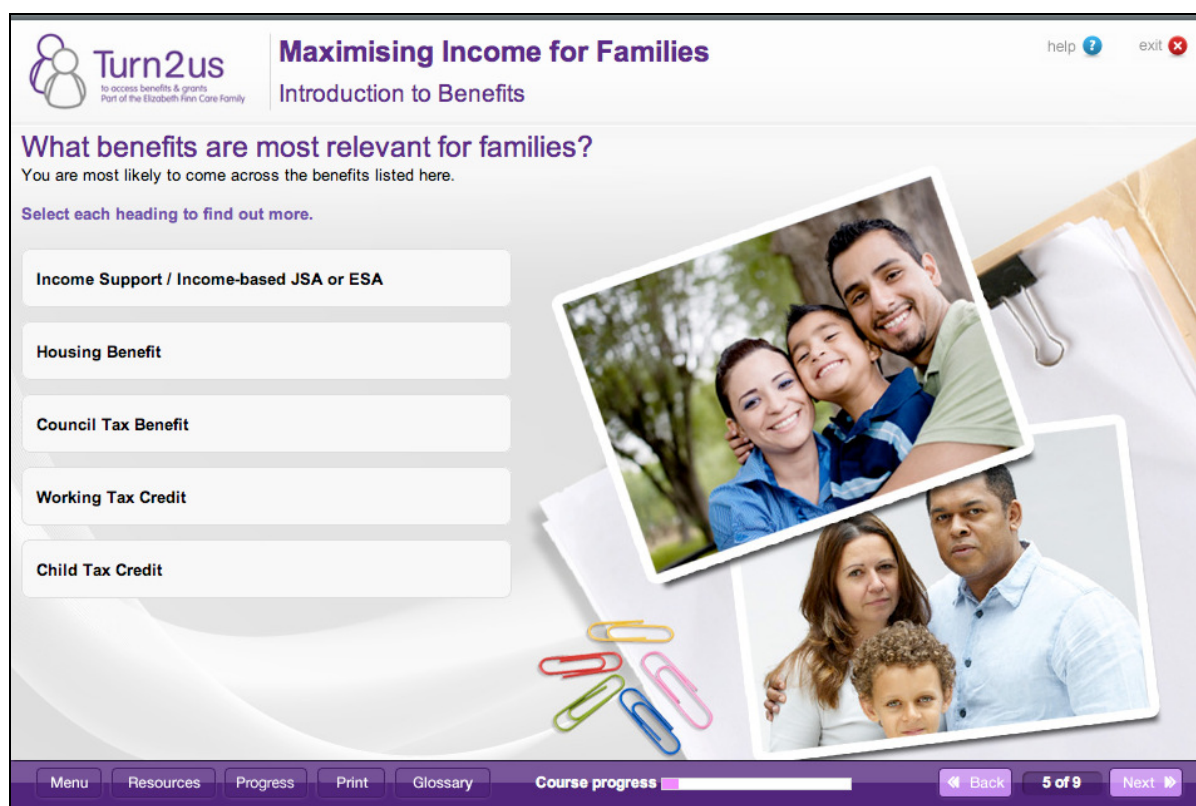 Turn2us
to access benefits & grants
Part of the Elizabeth Finn Care Family
Maximising Income for Families
Introduction to Benefits
help ?
exit
What benefits are most relevant for families?
You are most likely to come across the benefits listed here.
Select each heading to find out more.
Income Support / Income-based JSA or ESA
Housing Benefit
Council Tax Benefit
Working Tax Credit
Child Tax Credit
Menu
Resources
Progress
Print
Glossary
Course progress
Back
5 of 9
Next